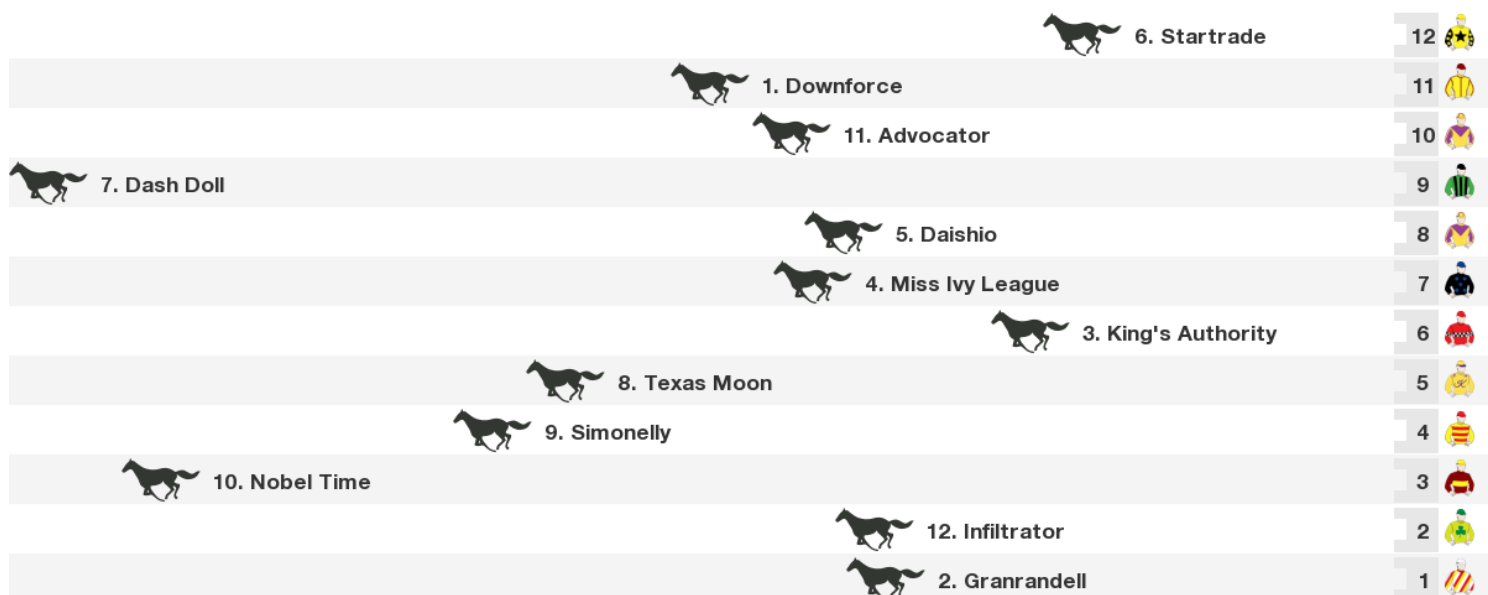 6. Startrade 12
1. Downforce 11
11. Advocator 10
7. Dash Doll 9
5. Daishio 8
4. Miss Ivy League 7
3. King's Authority 6
8. Texas Moon 5
9. Simonelly 4
10. Nobel Time 3
12. Infiltrator 2
2. Granrandell 1